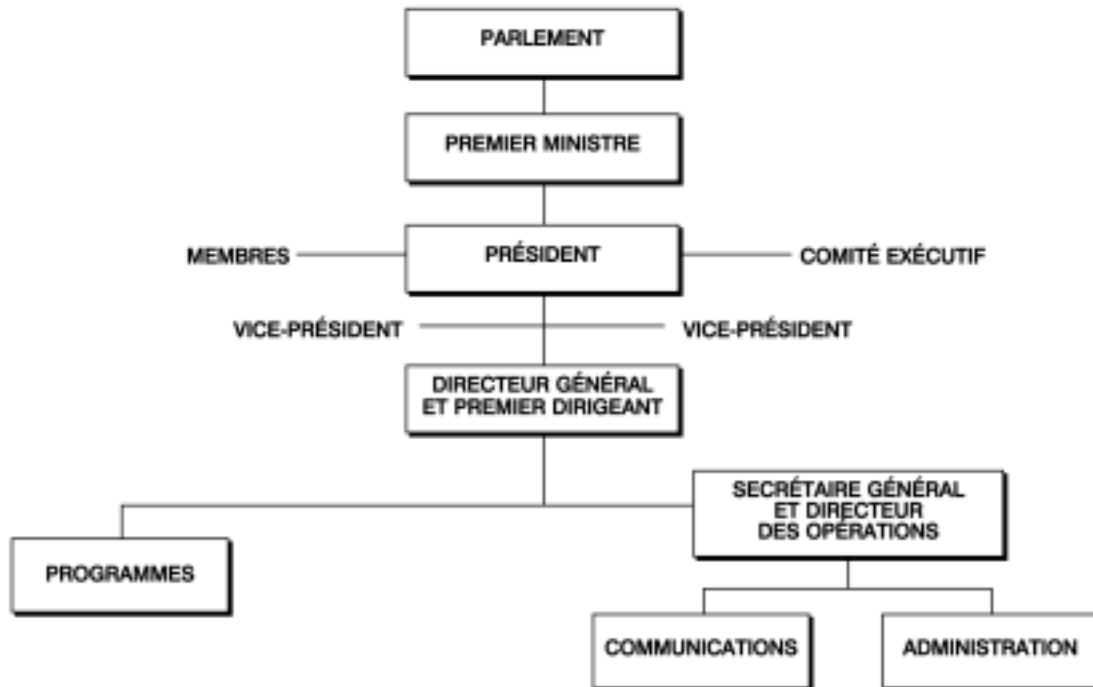 PARLEMENT
PREMIER MINISTRE
MEMBRES
PRÉSIDENT
COMITÉ EXÉCUTIF
VICE-PRÉSIDENT
VICE-PRÉSIDENT
DIRECTEUR GÉNÉRAL
ET PREMIER DIRIGEANT
SECRÉTAIRE GÉNÉRAL
ET DIRECTEUR
DES OPÉRATIONS
PROGRAMMES
COMMUNICATIONS
ADMINISTRATION